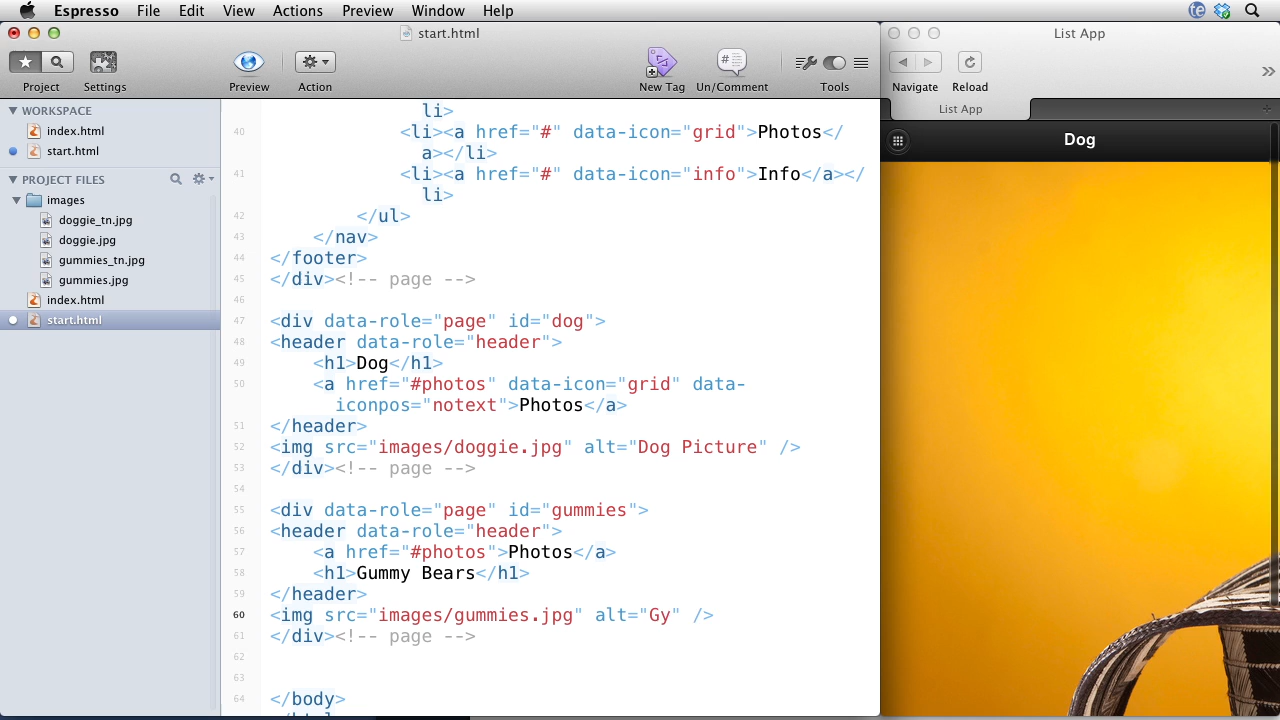 Espresso File Edit View Actions Preview Window Help
start.html
Project Settings Preview Action New Tag Un/Comment Tools
WORKSPACE
index.html
start.html
PROJECT FILES
images
doggie_tn.jpg
doggie.jpg
gummies_tn.jpg
gummies.jpg
index.html
start.html
li>
40 <li><a href="#" data-icon="grid">Photos</
a></li>
41 <li><a href="#" data-icon="info">Info</a></
li>
42 </ul>
43 </nav>
44 </footer>
45 </div><!-- page -->
46
47 <div data-role="page" id="dog">
48 <header data-role="header">
49 <h1>Dog</h1>
50 <a href="#photos" data-icon="grid" data-
iconpos="notext">Photos</a>
51 </header>
52 <img src="images/doggie.jpg" alt="Dog Picture" />
53 </div><!-- page -->
54
55 <div data-role="page" id="gummies">
56 <header data-role="header">
57 <a href="#photos">Photos</a>
58 <h1>Gummy Bears</h1>
59 </header>
60 <img src="images/gummies.jpg" alt="Gy" />
61 </div><!-- page -->
62
63
64 </body>
List App
Navigate Reload
List App
Dog